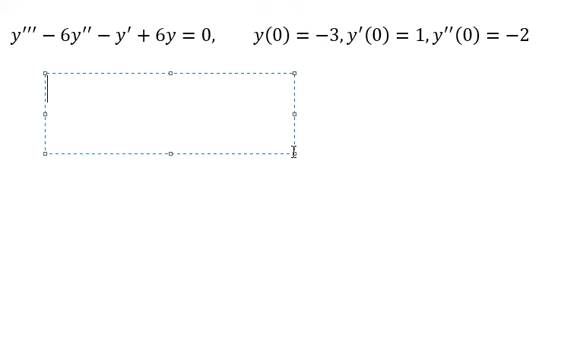 y′′′ − 6y′′ − y′ + 6y = 0, y(0) = −3, y′(0) = 1, y′′(0) = −2